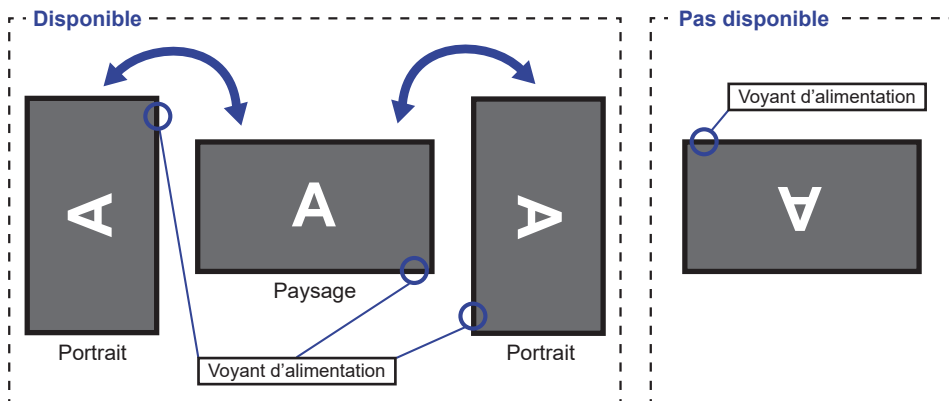 Disponible
Pas disponible
Voyant d’alimentation
A
A
A
A
Paysage
Portrait
Portrait
Voyant d’alimentation